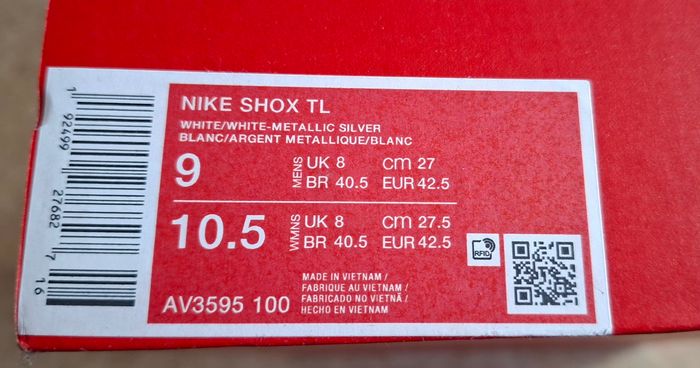 NIKE SHOX TL
WHITE/WHITE-METALLIC SILVER
BLANC/ARGENT METALLIQUE/BLANC
9 MENS UK 8 cm 27
BR 40.5 EUR 42.5
10.5 WMNS UK 8 cm 27.5
BR 40.5 EUR 42.5
RFID
MADE IN VIETNAM /
FABRIQUE AU VIETNAM /
FABRICADO NO VIETNÃ /
HECHO EN VIETNAM
AV3595 100
1 92499 27682 7 16